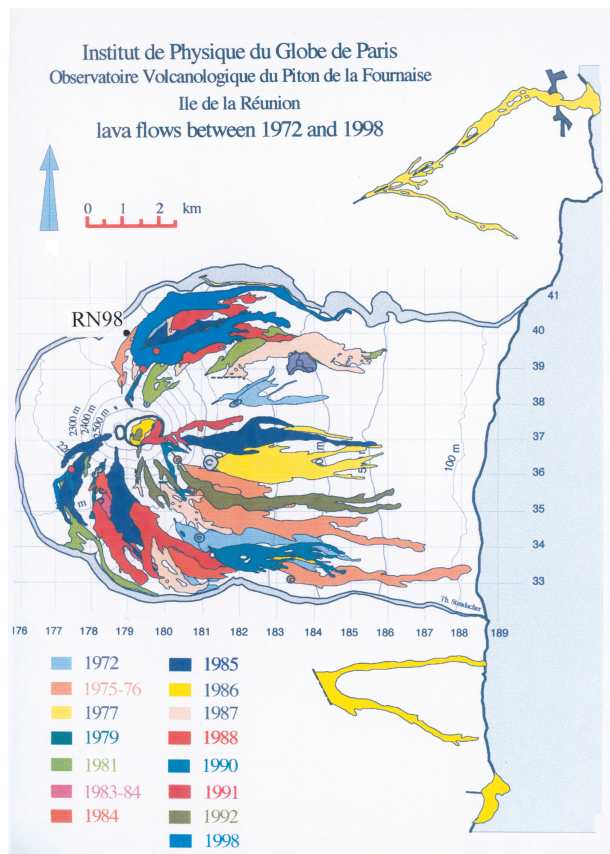 Institut de Physique du Globe de Paris
Observatoire Volcanologique du Piton de la Fournaise
Ile de la Réunion
lava flows between 1972 and 1998
0 1 2 km
RN98
41
40
39
38
37
36
35
34
33
2300 m
2400 m
2500 m
100 m
Th. Staudacher
176 177 178 179 180 181 182 183 184 185 186 187 188 189
1972 1985
1975-76 1986
1977 1987
1979 1988
1981 1990
1983-84 1991
1984 1992
1998